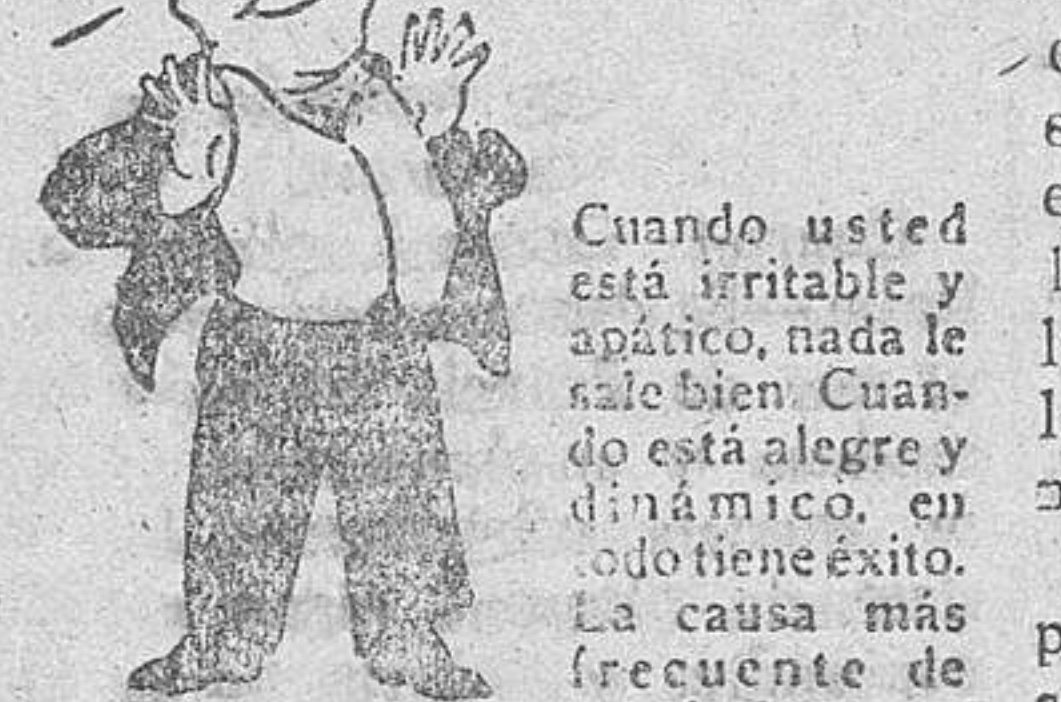 Cuando usted
está irritable y
apático, nada le
sale bien. Cuan-
do está alegre y
dinámico, en
todo tiene éxito.
La causa más
frecuente de